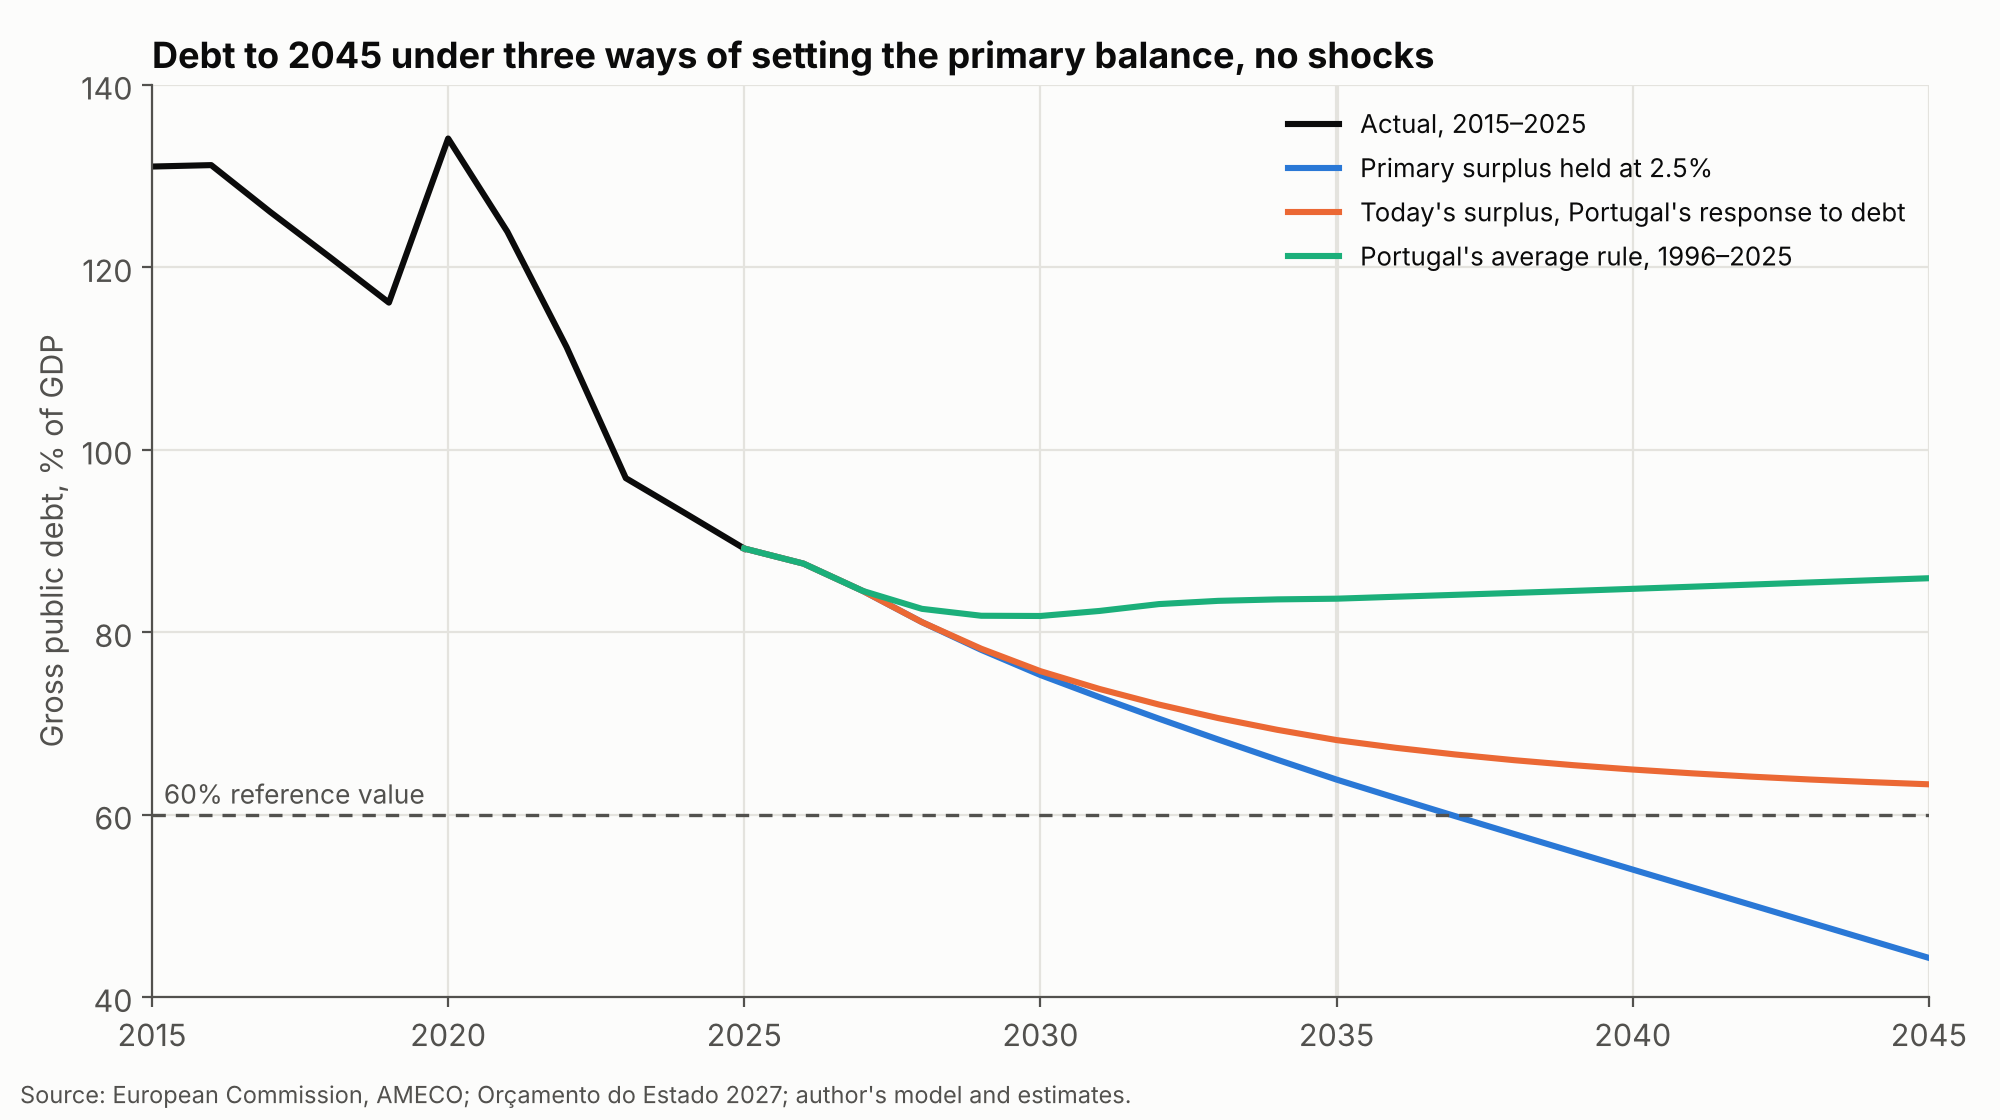 Debt to 2045 under three ways of setting the primary balance, no shocks
Gross public debt, % of GDP
140
120
100
80
60
40
Actual, 2015–2025
Primary surplus held at 2.5%
Today's surplus, Portugal's response to debt
Portugal's average rule, 1996–2025
60% reference value
2015
2020
2025
2030
2035
2040
2045
Source: European Commission, AMECO; Orçamento do Estado 2027; author's model and estimates.